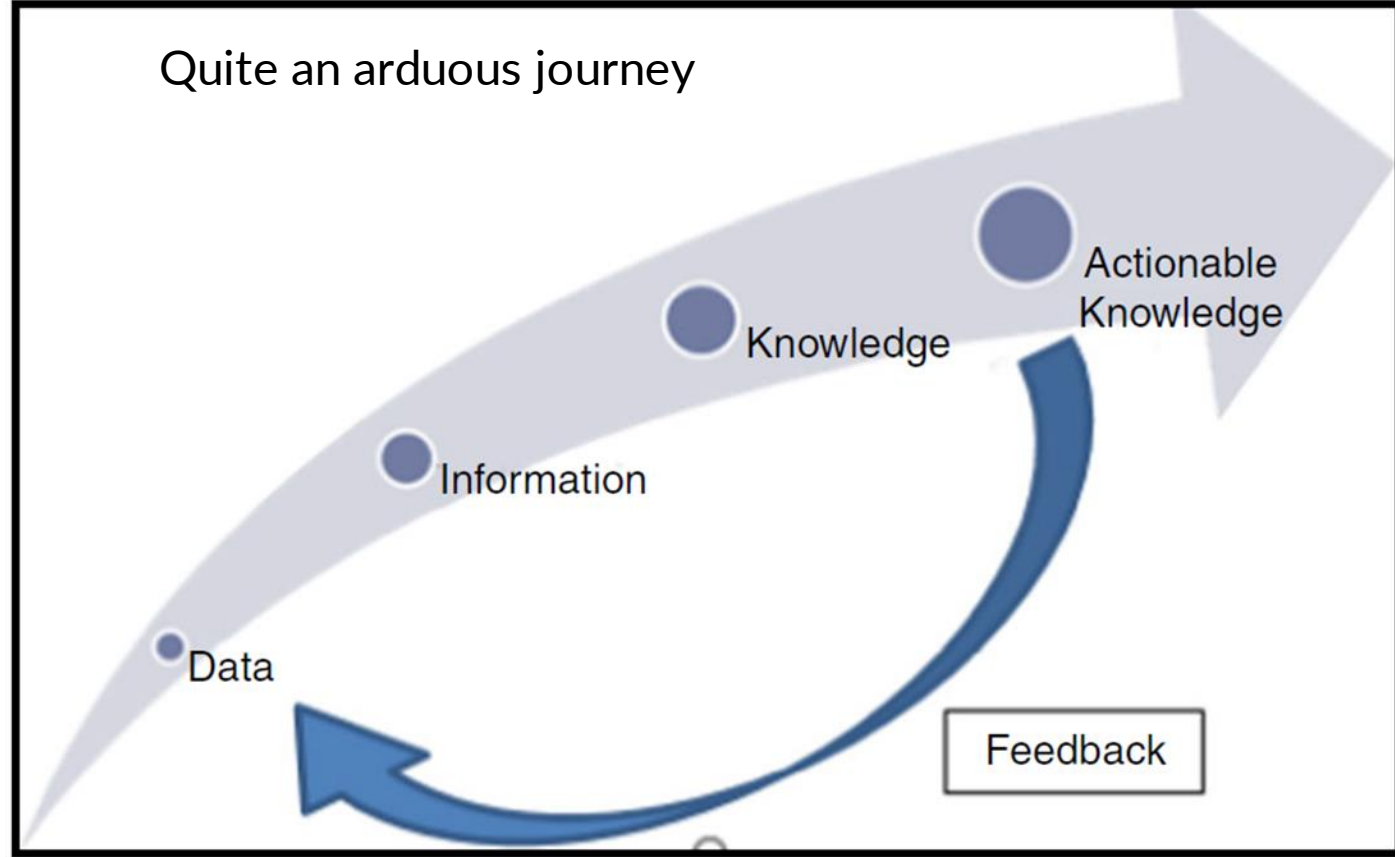 Quite an arduous journey
Actionable
Knowledge
Knowledge
Information
Data
Feedback